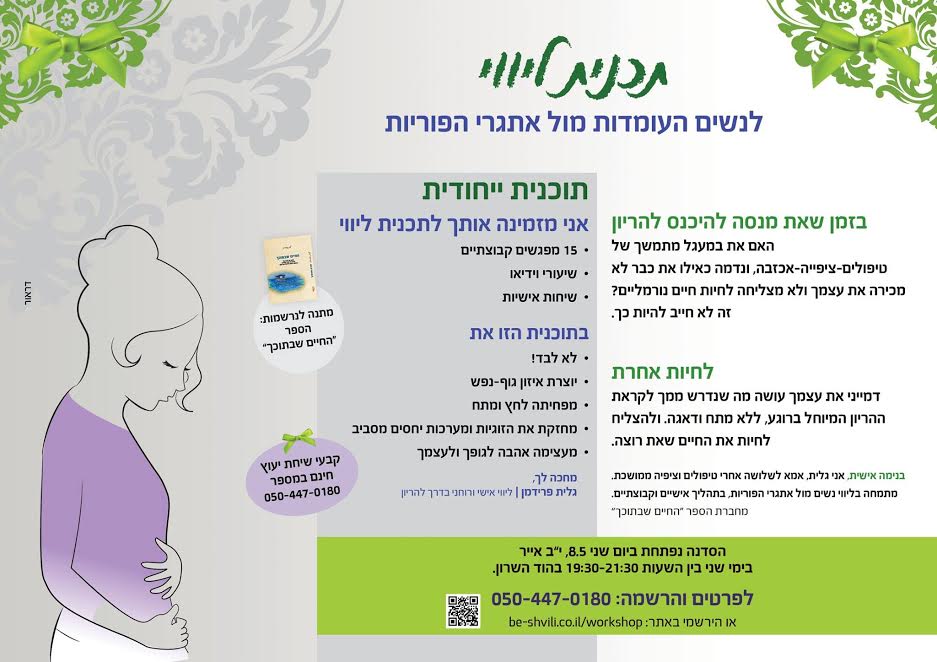 תכנית ליווי
לנשים העומדות מול אתגרי הפוריות
בזמן שאת מנסה להיכנס להריון
האם את במעגל מתמשך של
טיפולים-ציפייה-אכזבה, ונדמה כאילו את כבר לא
מכירה את עצמך ולא מצליחה לחיות חיים נורמליים?
זה לא חייב להיות כך.
לחיות אחרת
דמייני את עצמך עושה מה שנדרש ממך לקראת
ההריון המיוחל ברוגע, ללא מתח ודאגה. ולהצליח
לחיות את החיים שאת רוצה.
בנימה אישית, אני גלית, אמא לשלושה אחרי טיפולים וציפיה ממושכת.
מתמחה בליווי נשים מול אתגרי הפוריות, בתהליך אישיים וקבוצתיים.
מחברת הספר "החיים שבתוכך"
תוכנית ייחודית
אני מזמינה אותך לתכנית ליווי
• 15 מפגשים קבוצתיים
• שיעורי וידיאו
• שיחות אישיות
בתוכנית הזו את
• לא לבד!
• יוצרת איזון גוף-נפש
• מפחיתה לחץ ומתח
• מחזקת את הזוגיות ומערכות יחסים מסביב
• מעצימה אהבה לגופך ולעצמך
מחכה לך,
גלית פרידמן | ליווי אישי ורוחני בדרך להריון
מתנה לנרשמות:
הספר
"החיים שבתוכך"
קבעי שיחת יעוץ
חינם במספר
050-447-0180
דראור
הסדנה נפתחת ביום שני 8.5, י"ב אייר
בימי שני בין השעות 19:30-21:30 בהוד השרון.
לפרטים והרשמה: 050-447-0180
או הירשמי באתר: be-shvili.co.il/workshop